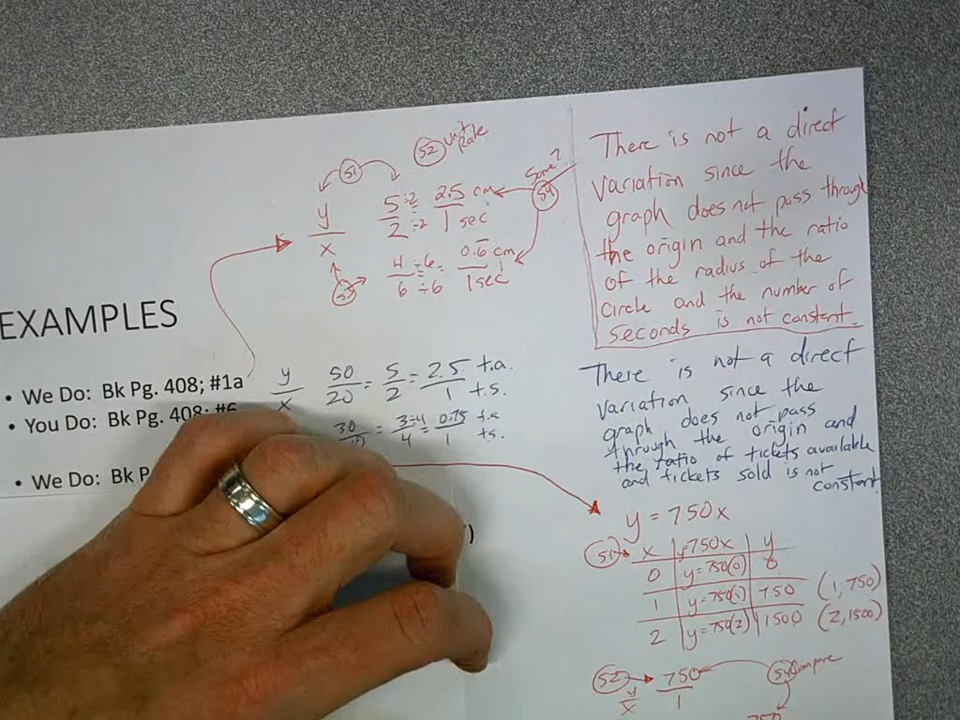 S1
S2 Unit Rate
y/x
5/2 ÷2/÷2 2.5 cm/1 sec
Same?
S4
S3
4/6 ÷6/÷6 = 0.6̅ cm/1 sec
There is not a direct
variation since the
graph does not pass through
the origin and the ratio
of the radius of the
circle and the number of
seconds is not constant.
EXAMPLES
• We Do: Bk Pg. 408; #1a
y/x 50/20 = 5/2 = 2.5/1 t.a./t.s.
• You Do: Bk Pg. 408; #6
30 = 3÷4/4 = 0.75/1 t.a/t.s.
• We Do: Bk P
)
There is not a direct
variation since the
graph does not pass
through the origin and
the ratio of tickets available
and tickets sold is not
constant.
y = 750x
S1 x | y=750x | y
0 | y=750(0) | 0
1 | y=750(1) | 750 (1, 750)
2 | y=750(2) | 1500 (2, 1500)
S2 y/x 750/1 S4 Compare
750